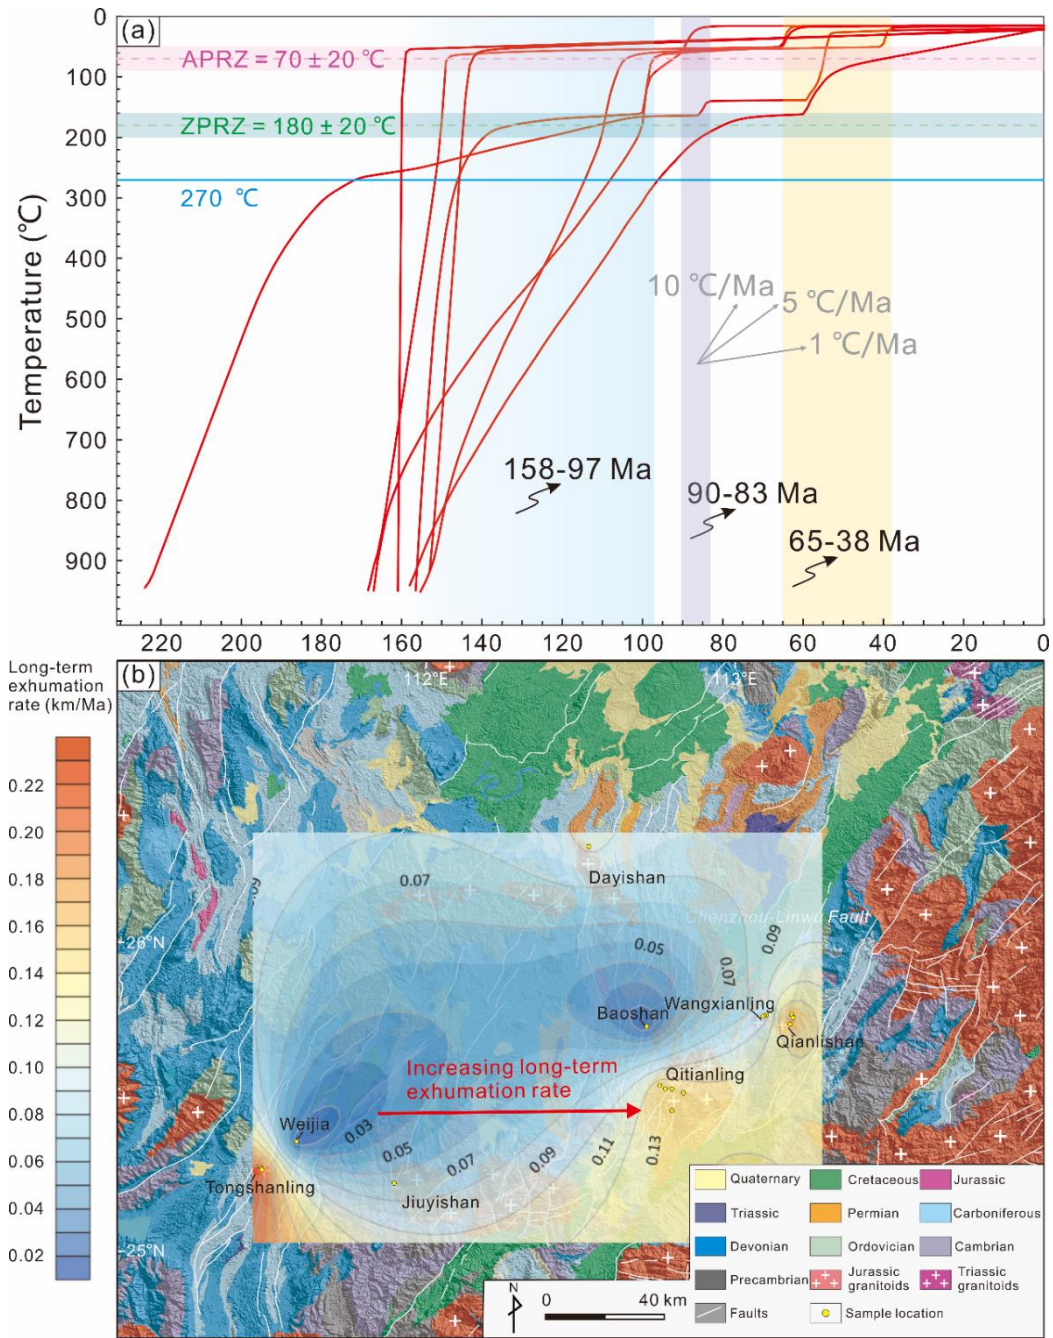 (a)
0
100
200
300
400
500
600
700
800
900
Temperature (℃)
APRZ = 70 ± 20 ℃
ZPRZ = 180 ± 20 ℃
270 ℃
10 ℃/Ma
5 ℃/Ma
1 ℃/Ma
158-97 Ma
90-83 Ma
65-38 Ma
220 200 180 160 140 120 100 80 60 40 20 0
Long-term
exhumation
rate (km/Ma)
0.22
0.20
0.18
0.16
0.14
0.12
0.10
0.08
0.06
0.04
0.02
(b)
112°E
113°E
26°N
25°N
0.07
Dayishan
Chenzhou-Linwu Fault
0.09
0.05
0.07
Baoshan
Wangxianling
Qianlishan
Qitianling
Increasing long-term
exhumation rate
Weijia
0.03
0.05
0.07
0.09
0.11
0.13
Tongshanling
Jiuyishan
Quaternary
Cretaceous
Jurassic
Triassic
Permian
Carboniferous
Devonian
Ordovician
Cambrian
Precambrian
Jurassic
granitoids
Triassic
granitoids
Faults
Sample location
N
0 40 km